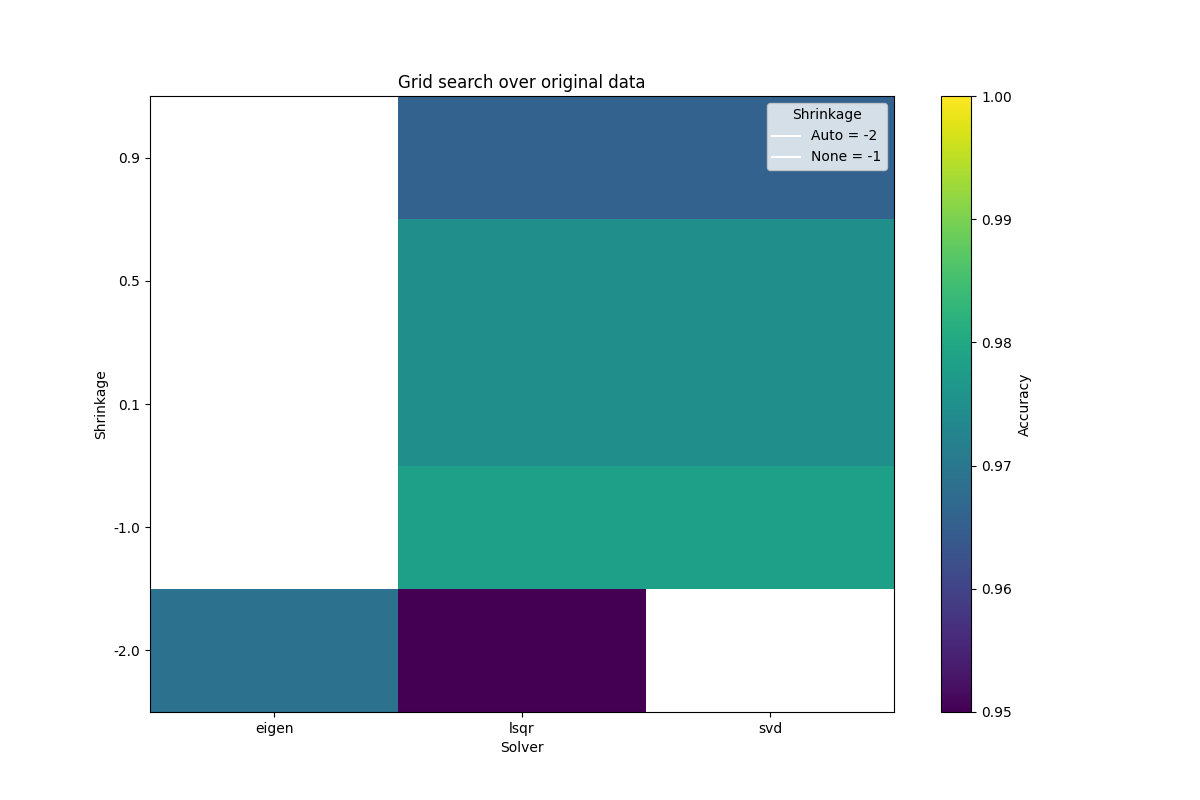 Grid search over original data
Shrinkage
Auto = -2
None = -1
0.9
0.5
0.1
-1.0
-2.0
Shrinkage
eigen
lsqr
svd
Solver
1.00
0.99
0.98
0.97
0.96
0.95
Accuracy